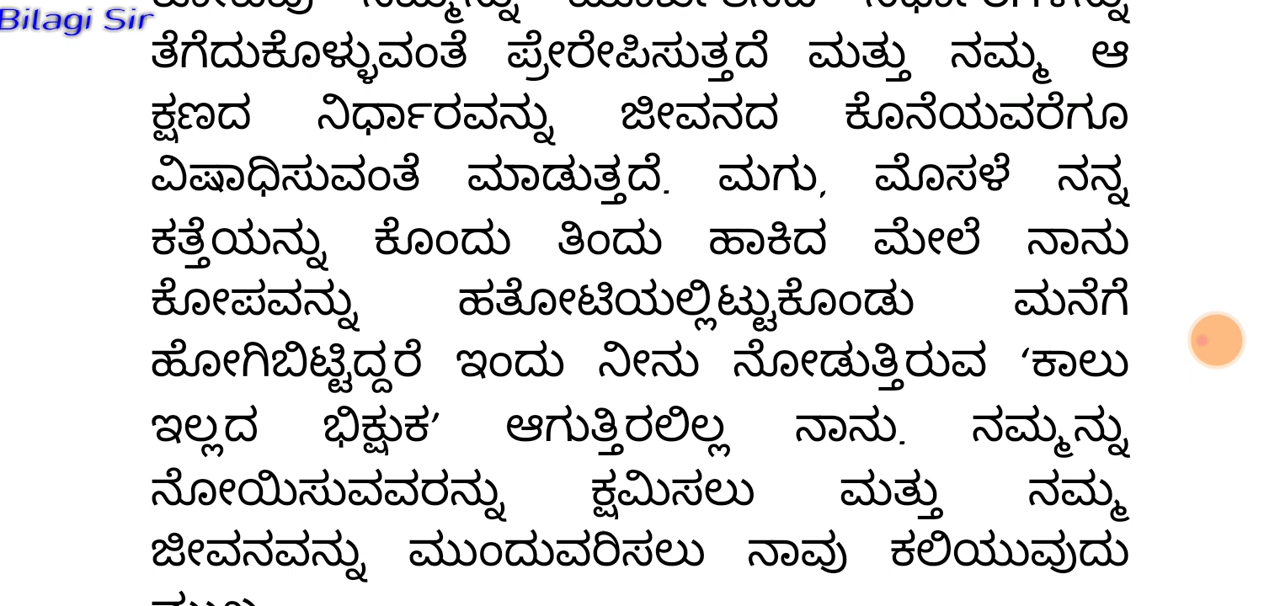 Bilagi Sir
ತೆಗೆದುಕೊಳ್ಳುವಂತೆ ಪ್ರೇರೇಪಿಸುತ್ತದೆ ಮತ್ತು ನಮ್ಮ ಆ
ಕ್ಷಣದ ನಿರ್ಧಾರವನ್ನು ಜೀವನದ ಕೊನೆಯವರೆಗೂ
ವಿಷಾಧಿಸುವಂತೆ ಮಾಡುತ್ತದೆ. ಮಗು, ಮೊಸಳೆ ನನ್ನ
ಕತ್ತೆಯನ್ನು ಕೊಂದು ತಿಂದು ಹಾಕಿದ ಮೇಲೆ ನಾನು
ಕೋಪವನ್ನು ಹತೋಟಿಯಲ್ಲಿಟ್ಟುಕೊಂಡು ಮನೆಗೆ
ಹೋಗಿಬಿಟ್ಟಿದ್ದರೆ ಇಂದು ನೀನು ನೋಡುತ್ತಿರುವ ‘ಕಾಲು
ಇಲ್ಲದ ಭಿಕ್ಷುಕ’ ಆಗುತ್ತಿರಲಿಲ್ಲ ನಾನು. ನಮ್ಮನ್ನು
ನೋಯಿಸುವವರನ್ನು ಕ್ಷಮಿಸಲು ಮತ್ತು ನಮ್ಮ
ಜೀವನವನ್ನು ಮುಂದುವರಿಸಲು ನಾವು ಕಲಿಯುವುದು